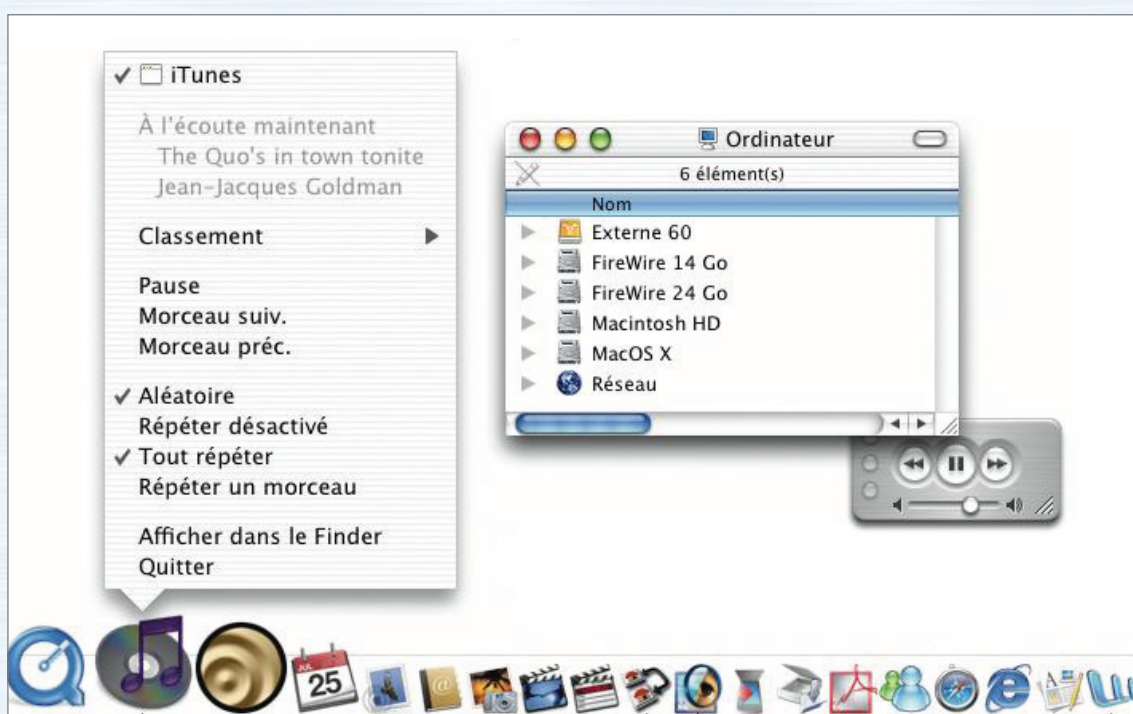 iTunes
À l'écoute maintenant
The Quo's in town tonite
Jean-Jacques Goldman
Classement
Pause
Morceau suiv.
Morceau préc.
Aléatoire
Répéter désactivé
Tout répéter
Répéter un morceau
Afficher dans le Finder
Quitter
Ordinateur
6 élément(s)
Nom
Externe 60
FireWire 14 Go
FireWire 24 Go
Macintosh HD
MacOS X
Réseau
JUL
25
@